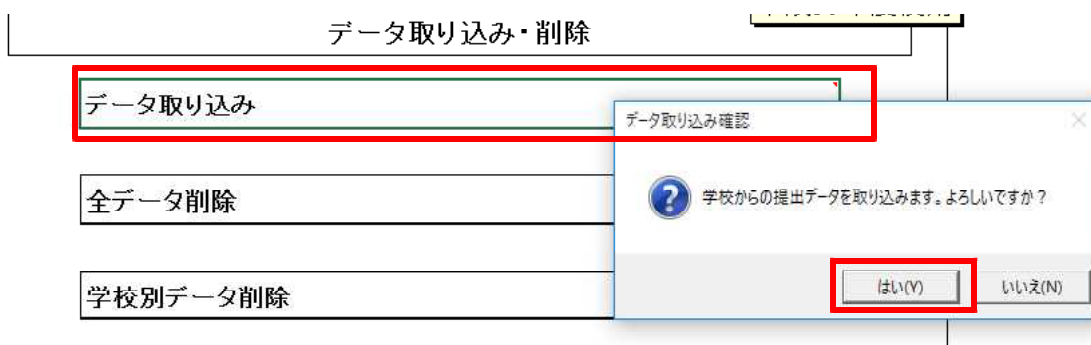 データ取り込み・削除
データ取り込み
データ取り込み確認
学校からの提出データを取り込みます。よろしいですか？
全データ削除
はい(Y)
いいえ(N)
学校別データ削除